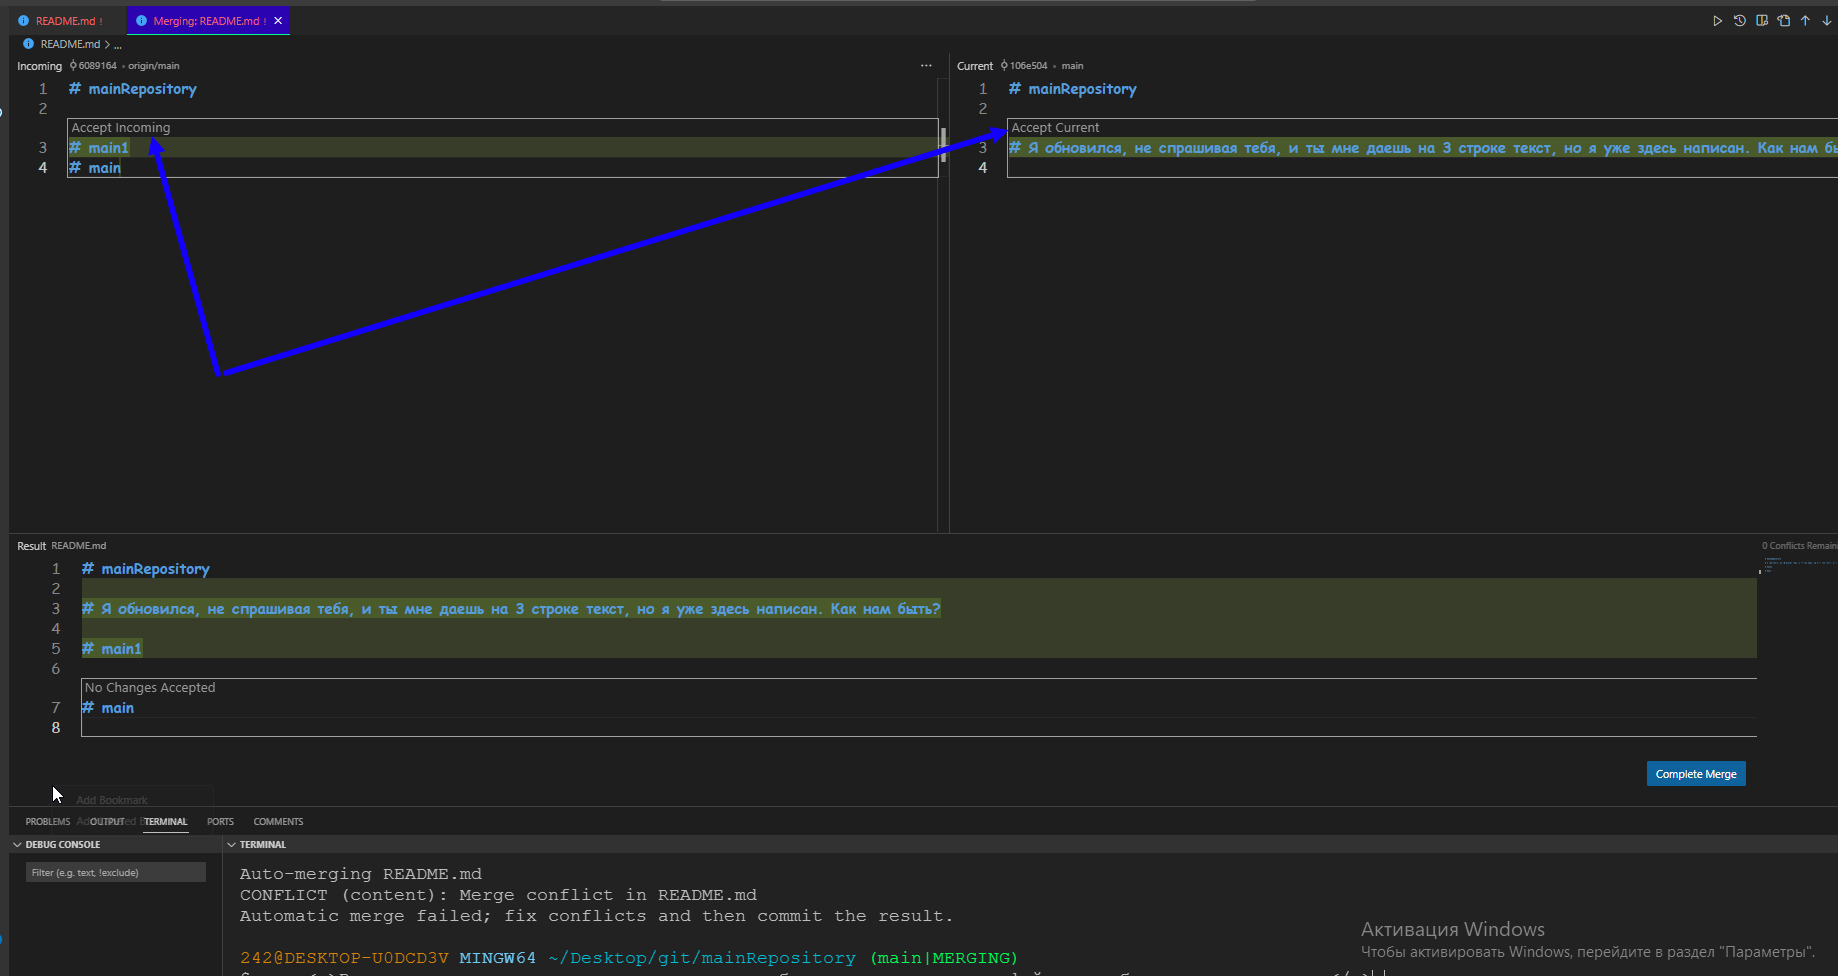 README.md !
Merging: README.md !
README.md > ...
Incoming 6089164 • origin/main
Current 106e504 • main
1 # mainRepository
2
Accept Incoming
3 # main1
4 # main
1 # mainRepository
2
Accept Current
3 # Я обновился, не спрашивая тебя, и ты мне даешь на 3 строке текст, но я уже здесь написан. Как нам
4
Result README.md
0 Conflicts Remain
1 # mainRepository
2
3 # Я обновился, не спрашивая тебя, и ты мне даешь на 3 строке текст, но я уже здесь написан. Как нам быть?
4
5 # main1
6
No Changes Accepted
7 # main
8
Complete Merge
Add Bookmark
PROBLEMS OUTPUT TERMINAL PORTS COMMENTS
DEBUG CONSOLE
TERMINAL
Filter (e.g. text, !exclude)
Auto-merging README.md
CONFLICT (content): Merge conflict in README.md
Automatic merge failed; fix conflicts and then commit the result.
242@DESKTOP-U0DCD3V MINGW64 ~/Desktop/git/mainRepository (main|MERGING)
Активация Windows
Чтобы активировать Windows, перейдите в раздел "Параметры".